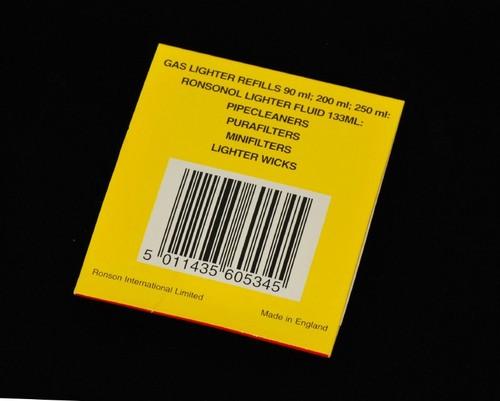 GAS LIGHTER REFILLS 90 ml; 200 ml; 250 ml:
RONSONOL LIGHTER FLUID 133ML:
PIPECLEANERS
PURAFILTERS
MINIFILTERS
LIGHTER WICKS
5 011435 605345
Ronson International Limited
Made in England